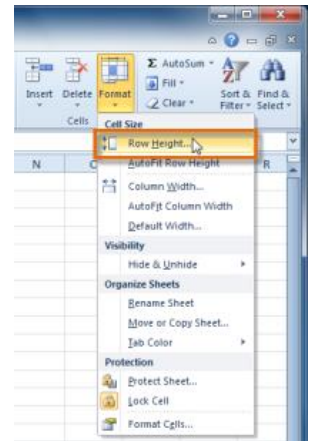 Σ AutoSum
Fill
Clear
Insert Delete Format
Sort & Filter
Find & Select
Cells
Cell Size
Row Height...
AutoFit Row Height
Column Width...
AutoFit Column Width
Default Width...
Visibility
Hide & Unhide
Organize Sheets
Rename Sheet
Move or Copy Sheet...
Tab Color
Protection
Protect Sheet...
Lock Cell
Format Cells...
N
R